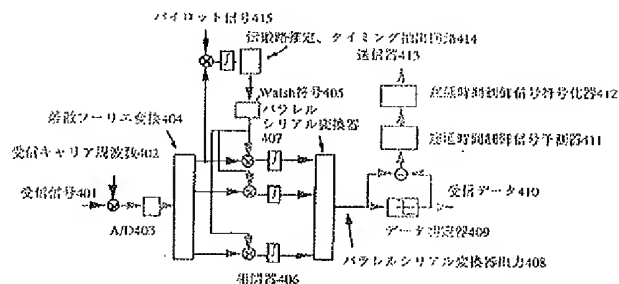 パイロット信号415
伝搬路推定、タイミング抽出回路414
送信器413
Walsh符号405
パラレル
シリアル変換器
407
送信時刻制御信号符号化器412
離散フーリエ変換404
受信キャリア周波数402
送信時刻制御信号予測器411
受信信号401
受信データ410
A/D403
データ判定器409
相関器406
パラレルシリアル変換器出力408